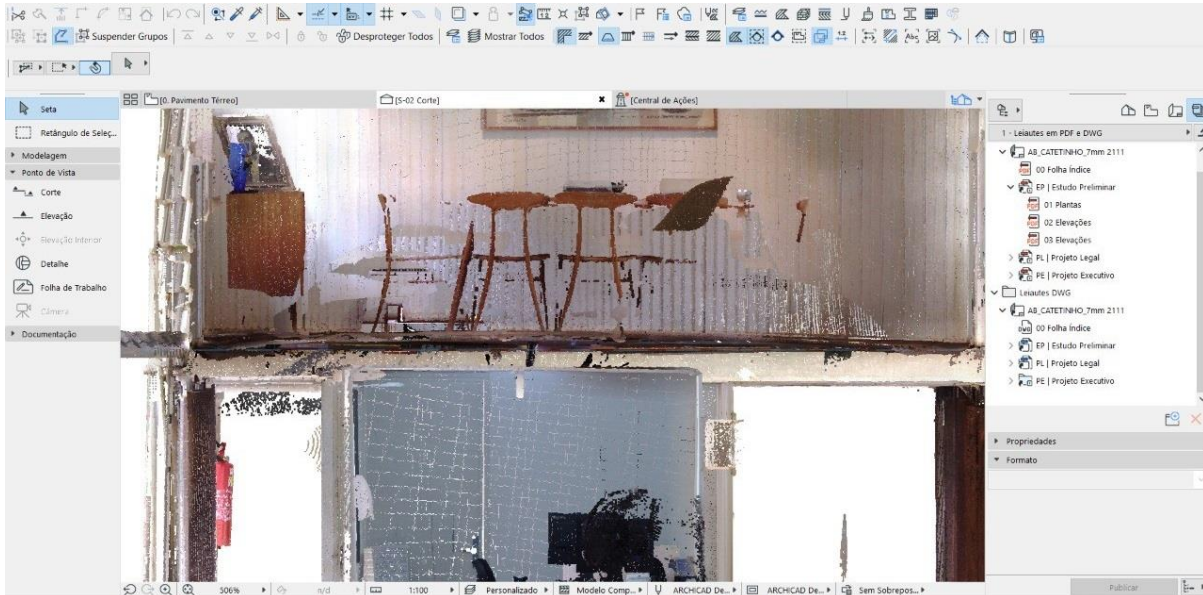 Suspender Grupos
Desproteger Todos
Mostrar Todos
1.2
Abc
[0. Pavimento Térreo]
[S-02 Corte]
[Central de Ações]
Seta
Retângulo de Seleç...
Modelagem
Ponto de Vista
Corte
Elevação
Elevação Interior
Detalhe
Folha de Trabalho
Câmera
Documentação
1 - Leiautes em PDF e DWG
AB_CATETINHO_7mm 2111
00 Folha Índice
EP | Estudo Preliminar
01 Plantas
02 Elevações
03 Elevações
PL | Projeto Legal
PE | Projeto Executivo
Leiautes DWG
AB_CATETINHO_7mm 2111
00 Folha Índice
EP | Estudo Preliminar
PL | Projeto Legal
PE | Projeto Executivo
Propriedades
Formato
506%
n/d
1:100
Personalizado
Modelo Comp...
ARCHICAD De...
ARCHICAD De...
Sem Sobrepos...
Publicar